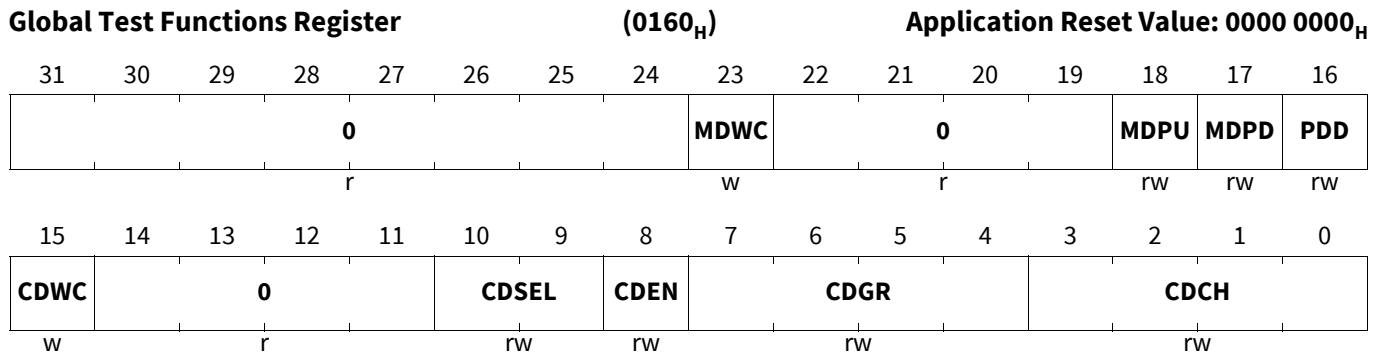 Global Test Functions Register (0160H) Application Reset Value: 0000 0000H
31 30 29 28 27 26 25 24 23 22 21 20 19 18 17 16
0 MDWC 0 MDPU MDPD PDD
r w r rw rw rw
15 14 13 12 11 10 9 8 7 6 5 4 3 2 1 0
CDWC 0 CDSEL CDEN CDGR CDCH
w r rw rw rw rw